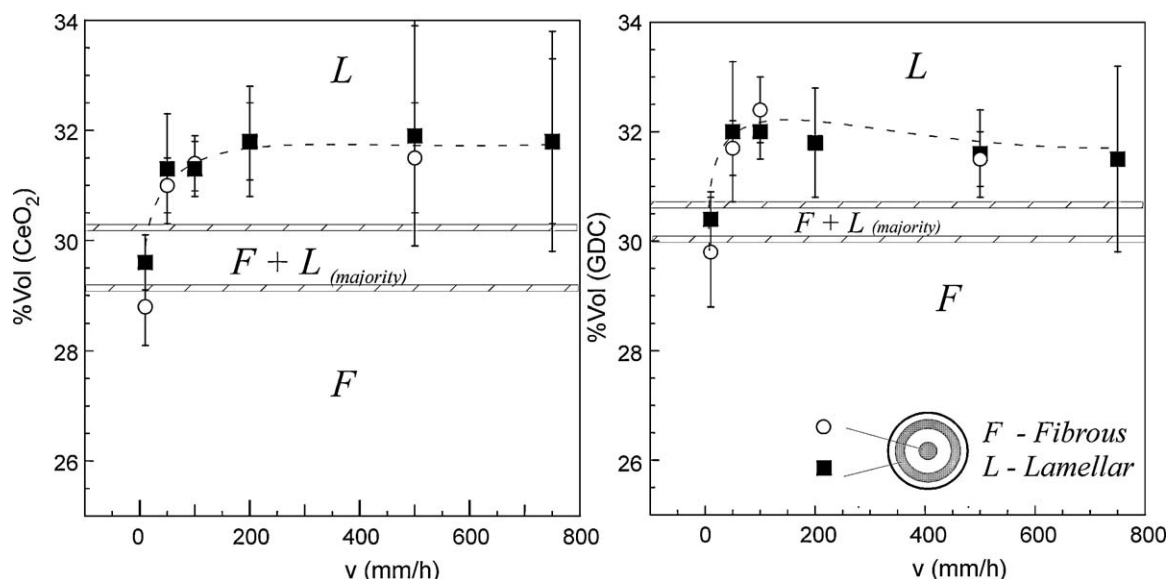 34
32
30
28
26
%Vol (CeO₂)
L
F + L (majority)
F
0 200 400 600 800
v (mm/h)
34
32
30
28
26
%Vol (GDC)
L
F + L (majority)
F
F - Fibrous
L - Lamellar
0 200 400 600 800
v (mm/h)